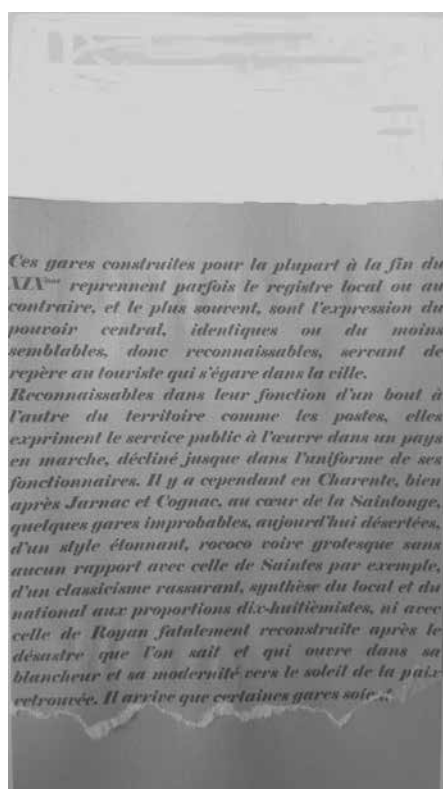 Ces gares construites pour la plupart à la fin du
XIXème reprennent parfois le registre local ou au
contraire, et le plus souvent, sont l'expression du
pouvoir central, identiques ou du moins
semblables, donc reconnaissables, servant de
repère au touriste qui s'égare dans la ville.
Reconnaissables dans leur fonction d'un bout à
l'autre du territoire comme les postes, elles
expriment le service public à l'œuvre dans un pays
en marche, décliné jusque dans l'uniforme de ses
fonctionnaires. Il y a cependant en Charente, bien
après Jarnac et Cognac, au cœur de la Saintonge,
quelques gares improbables, aujourd'hui désertées,
d'un style étonnant, rococo voire grotesque sans
aucun rapport avec celle de Saintes par exemple,
d'un classicisme rassurant, synthèse du local et du
national aux proportions dix-huitièmistes, ni avec
celle de Royan fatalement reconstruite après le
désastre que l'on sait et qui ouvre dans sa
blancheur et sa modernité vers le soleil de la paix
retrouvée. Il arrive que certaines gares soie